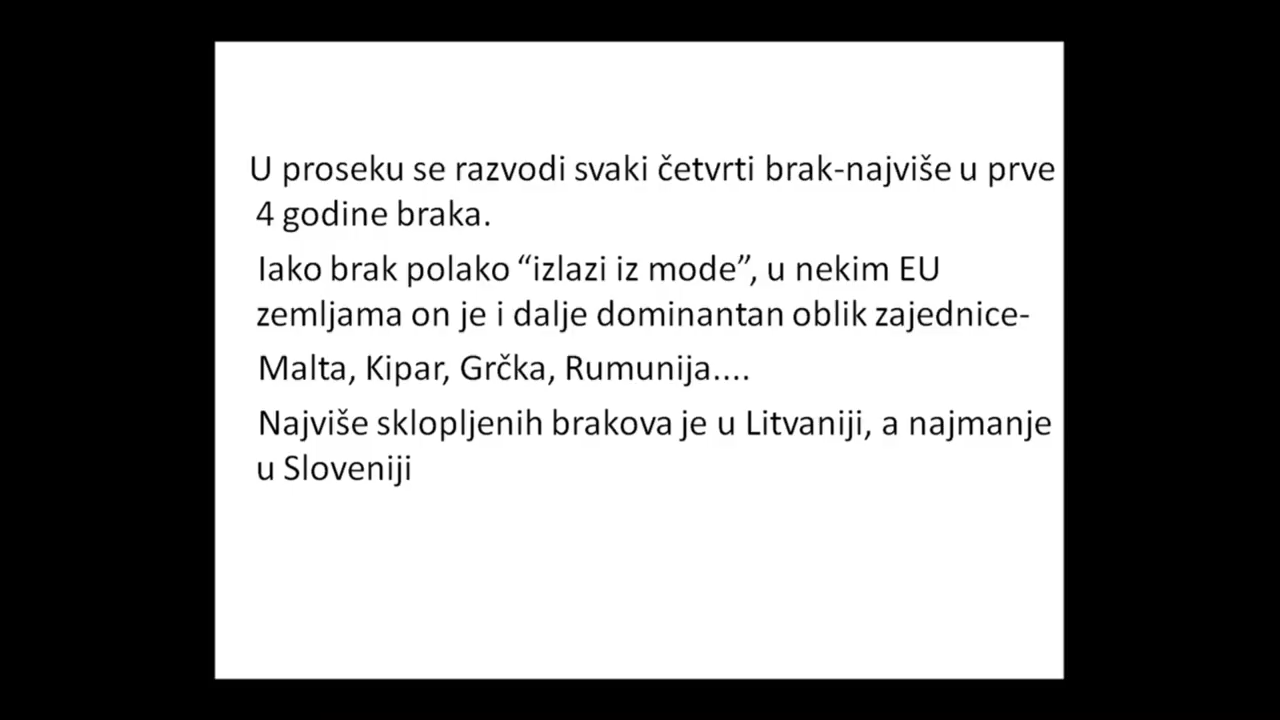 U proseku se razvodi svaki četvrti brak-najviše u prve
4 godine braka.
Iako brak polako “izlazi iz mode”, u nekim EU
zemljama on je i dalje dominantan oblik zajednice-
Malta, Kipar, Grčka, Rumunija....
Najviše sklopljenih brakova je u Litvaniji, a najmanje
u Sloveniji